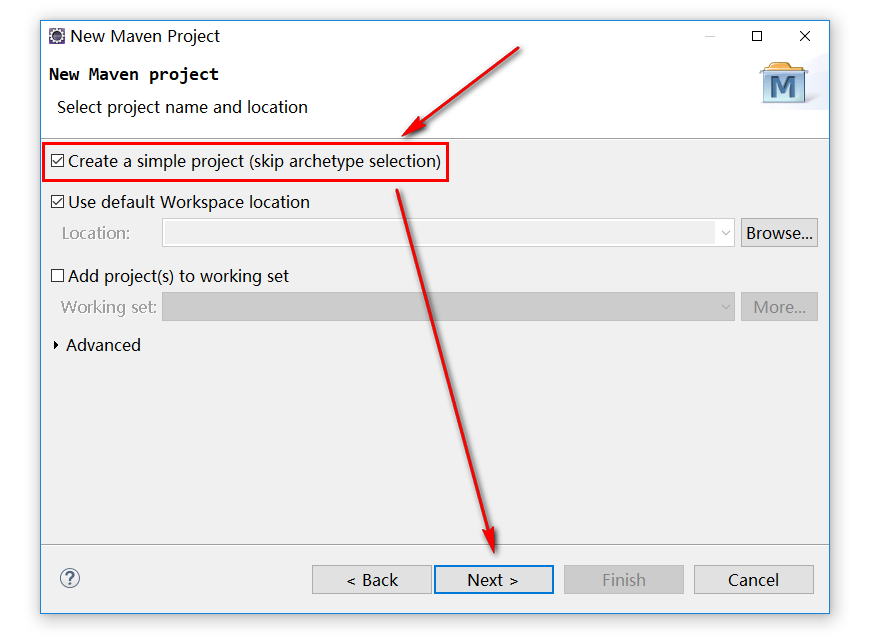 New Maven Project
New Maven project
Select project name and location
M
Create a simple project (skip archetype selection)
Use default Workspace location
Location:
Browse...
Add project(s) to working set
Working set:
More...
Advanced
?
< Back
Next >
Finish
Cancel